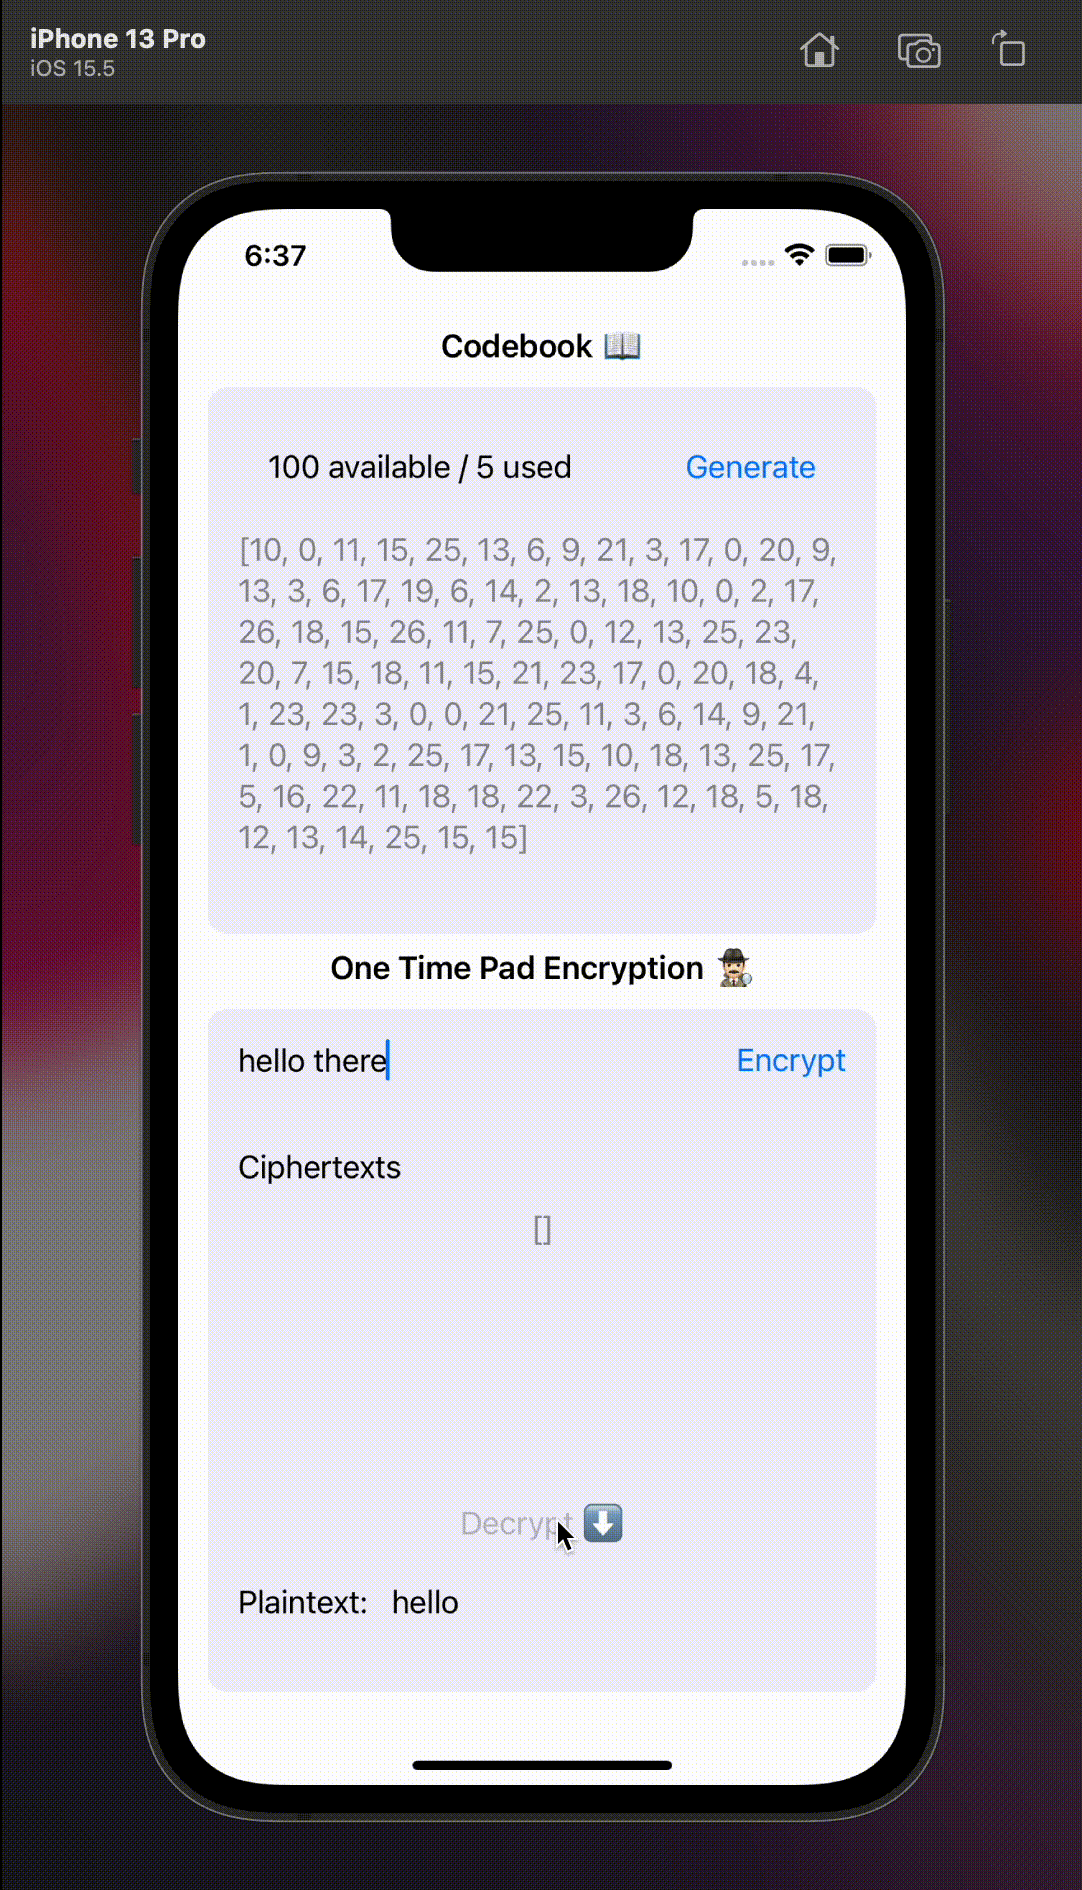 iPhone 13 Pro
iOS 15.5
6:37
Codebook 📖
100 available / 5 used Generate
[10, 0, 11, 15, 25, 13, 6, 9, 21, 3, 17, 0, 20, 9,
13, 3, 6, 17, 19, 6, 14, 2, 13, 18, 10, 0, 2, 17,
26, 18, 15, 26, 11, 7, 25, 0, 12, 13, 25, 23,
20, 7, 15, 18, 11, 15, 21, 23, 17, 0, 20, 18, 4,
1, 23, 23, 3, 0, 0, 21, 25, 11, 3, 6, 14, 9, 21,
1, 0, 9, 3, 2, 25, 17, 13, 15, 10, 18, 13, 25, 17,
5, 16, 22, 11, 18, 18, 22, 3, 26, 12, 18, 5, 18,
12, 13, 14, 25, 15, 15]
One Time Pad Encryption 🕵️
hello there Encrypt
Ciphertexts
[]
Decrypt ⬇️
Plaintext: hello